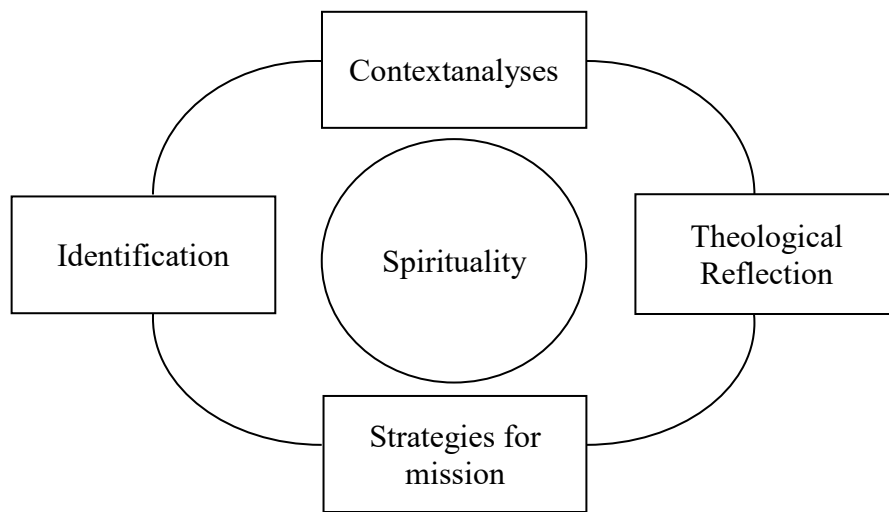 Contextanalyses
Identification
Spirituality
Theological
Reflection
Strategies for
mission